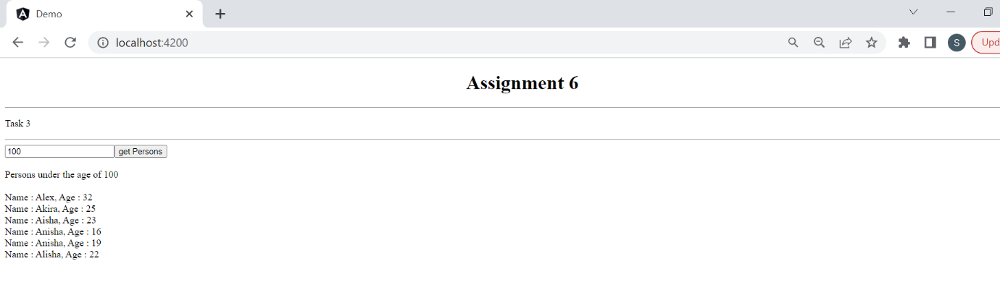 Demo
localhost:4200
S
Upd
Assignment 6
Task 3
100 get Persons
Persons under the age of 100
Name : Alex, Age : 32
Name : Akira, Age : 25
Name : Aisha, Age : 23
Name : Anisha, Age : 16
Name : Anisha, Age : 19
Name : Alisha, Age : 22